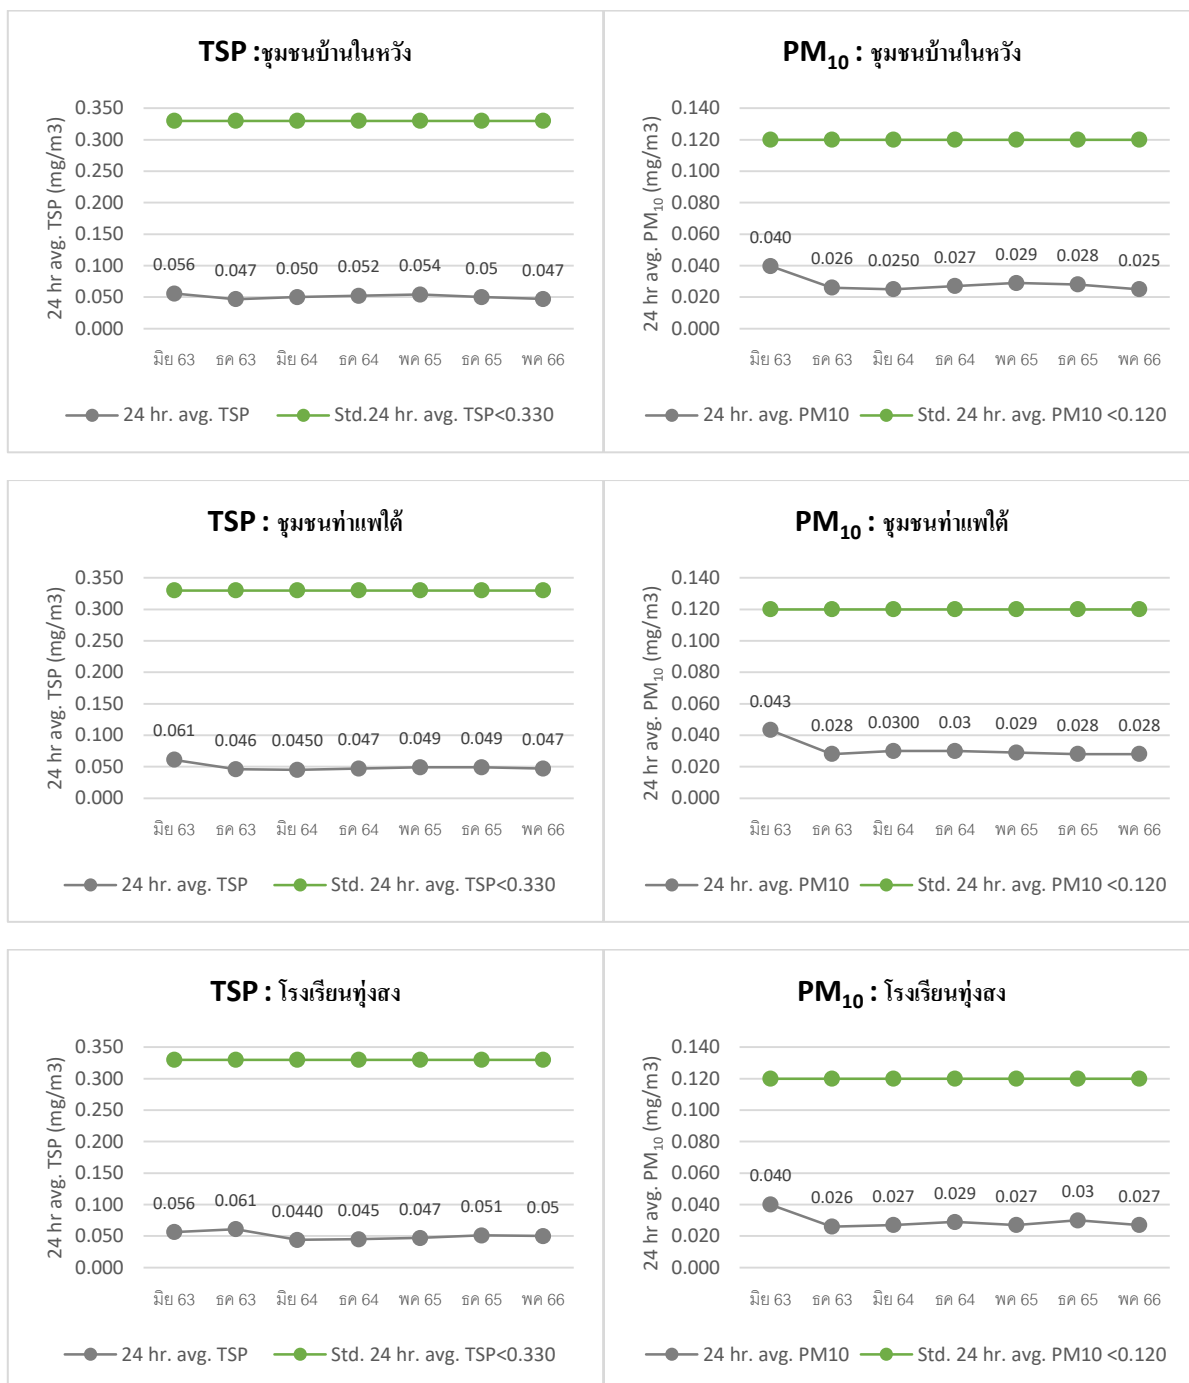 TSP :ชุมชนบ้านในหวัง
24 hr avg. TSP (mg/m3)
0.350
0.300
0.250
0.200
0.150
0.100
0.050
0.000
0.056 0.047 0.050 0.052 0.054 0.05 0.047
มิย 63 ธค 63 มิย 64 ธค 64 พค 65 ธค 65 พค 66
24 hr. avg. TSP Std.24 hr. avg. TSP<0.330
PM10 : ชุมชนบ้านในหวัง
24 hr avg. PM10 (mg/m3)
0.140
0.120
0.100
0.080
0.060
0.040
0.020
0.000
0.040 0.026 0.0250 0.027 0.029 0.028 0.025
มิย 63 ธค 63 มิย 64 ธค 64 พค 65 ธค 65 พค 66
24 hr. avg. PM10 Std. 24 hr. avg. PM10 <0.120
TSP : ชุมชนท่าแพใต้
24 hr avg. TSP (mg/m3)
0.350
0.300
0.250
0.200
0.150
0.100
0.050
0.000
0.061 0.046 0.0450 0.047 0.049 0.049 0.047
มิย 63 ธค 63 มิย 64 ธค 64 พค 65 ธค 65 พค 66
24 hr. avg. TSP Std. 24 hr. avg. TSP<0.330
PM10 : ชุมชนท่าแพใต้
24 hr avg. PM10 (mg/m3)
0.140
0.120
0.100
0.080
0.060
0.040
0.020
0.000
0.043 0.028 0.0300 0.03 0.029 0.028 0.028
มิย 63 ธค 63 มิย 64 ธค 64 พค 65 ธค 65 พค 66
24 hr. avg. PM10 Std. 24 hr. avg. PM10 <0.120
TSP : โรงเรียนทุ่งสง
24 hr avg. TSP (mg/m3)
0.350
0.300
0.250
0.200
0.150
0.100
0.050
0.000
0.056 0.061 0.0440 0.045 0.047 0.051 0.05
มิย 63 ธค 63 มิย 64 ธค 64 พค 65 ธค 65 พค 66
24 hr. avg. TSP Std. 24 hr. avg. TSP<0.330
PM10 : โรงเรียนทุ่งสง
24 hr avg. PM10 (mg/m3)
0.140
0.120
0.100
0.080
0.060
0.040
0.020
0.000
0.040 0.026 0.027 0.029 0.027 0.03 0.027
มิย 63 ธค 63 มิย 64 ธค 64 พค 65 ธค 65 พค 66
24 hr. avg. PM10 Std. 24 hr. avg. PM10 <0.120